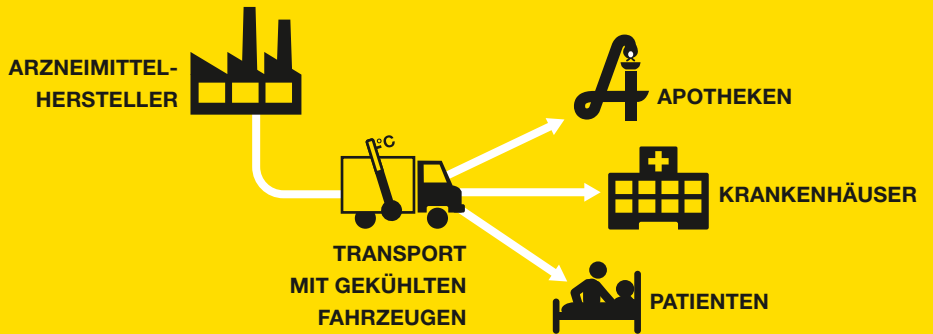 ARZNEIMITTEL-
HERSTELLER
°C
APOTHEKEN
KRANKENHÄUSER
TRANSPORT
MIT GEKÜHLTEN
FAHRZEUGEN
PATIENTEN